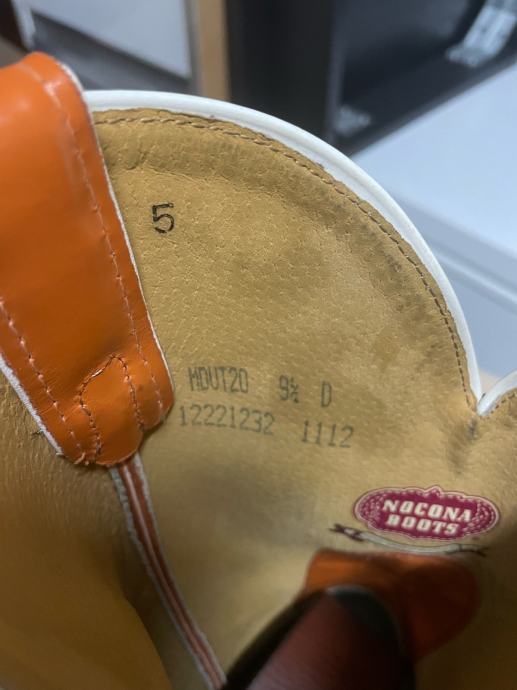 5
MDUT20 9½ D
12221232 1112
NOCONA
BOOTS